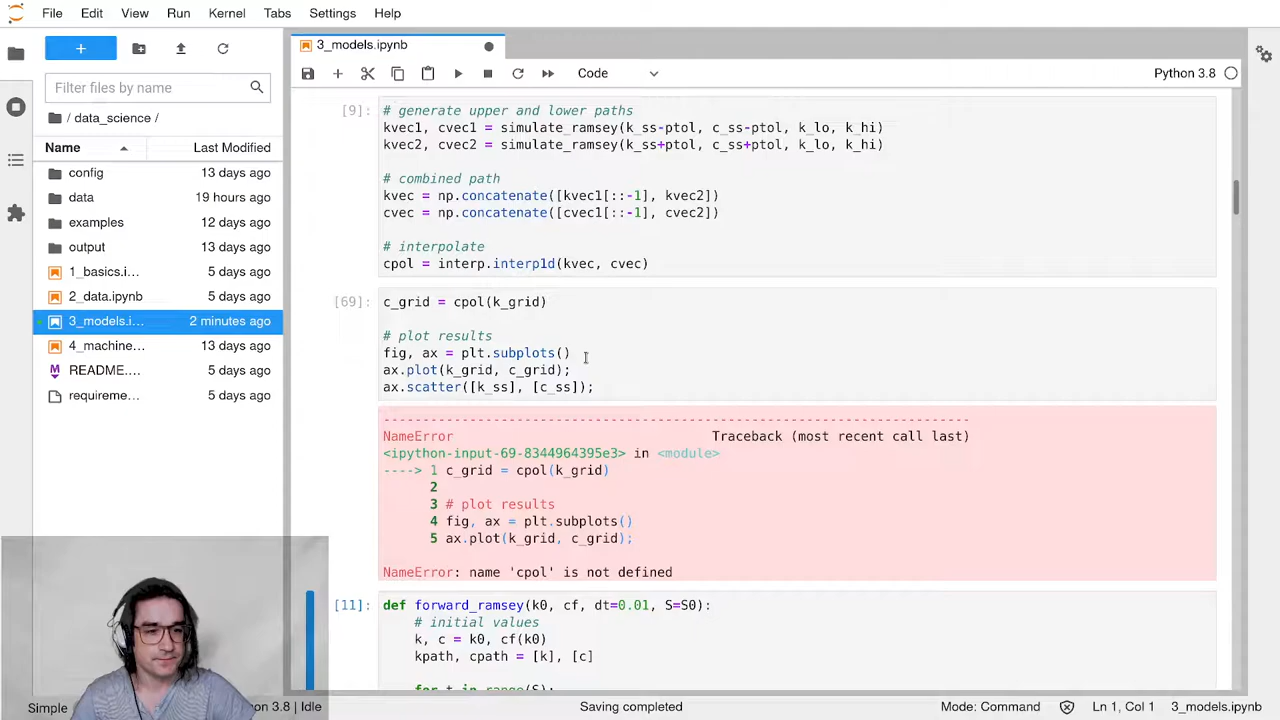 File Edit View Run Kernel Tabs Settings Help
Filter files by name
/ data_science /
Name Last Modified
config 13 days ago
data 19 hours ago
examples 12 days ago
output 13 days ago
1_basics.i... 5 days ago
2_data.ipynb 5 days ago
3_models.i... 2 minutes ago
4_machine... 13 days ago
README.... 5 days ago
requireme... 5 days ago
3_models.ipynb
Code
Python 3.8
[9]:
# generate upper and lower paths
kvec1, cvec1 = simulate_ramsey(k_ss-ptol, c_ss-ptol, k_lo, k_hi)
kvec2, cvec2 = simulate_ramsey(k_ss+ptol, c_ss+ptol, k_lo, k_hi)
# combined path
kvec = np.concatenate([kvec1[::-1], kvec2])
cvec = np.concatenate([cvec1[::-1], cvec2])
# interpolate
cpol = interp.interp1d(kvec, cvec)
[69]:
c_grid = cpol(k_grid)
# plot results
fig, ax = plt.subplots()
ax.plot(k_grid, c_grid);
ax.scatter([k_ss], [c_ss]);
---------------------------------------------------------------------------
NameError Traceback (most recent call last)
<ipython-input-69-8344964395e3> in <module>
----> 1 c_grid = cpol(k_grid)
2
3 # plot results
4 fig, ax = plt.subplots()
5 ax.plot(k_grid, c_grid);
NameError: name 'cpol' is not defined
[11]:
def forward_ramsey(k0, cf, dt=0.01, S=S0):
# initial values
k, c = k0, cf(k0)
kpath, cpath = [k], [c]
for t in range(S):
Simple
3.8 | Idle
Saving completed
Mode: Command
Ln 1, Col 1
3_models.ipynb